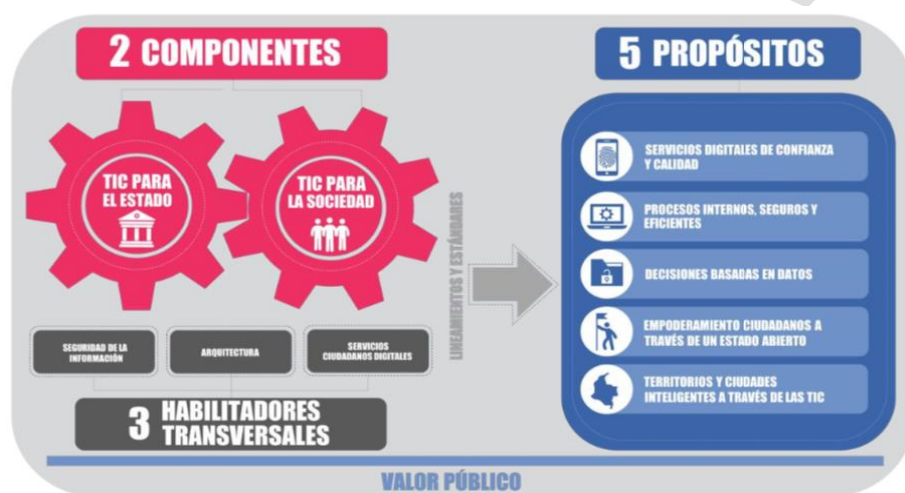 2 COMPONENTES
TIC PARA
EL ESTADO
TIC PARA
LA SOCIEDAD
SEGURIDAD DE LA
INFORMACIÓN
ARQUITECTURA
SERVICIOS
CIUDADANOS DIGITALES
3 HABILITADORES
TRANSVERSALES
LINEAMIENTOS Y ESTÁNDARES
5 PROPÓSITOS
SERVICIOS DIGITALES DE CONFIANZA
Y CALIDAD
PROCESOS INTERNOS, SEGUROS Y
EFICIENTES
DECISIONES BASADAS EN DATOS
EMPODERAMIENTO CIUDADANOS A
TRAVÉS DE UN ESTADO ABIERTO
TERRITORIOS Y CIUDADES
INTELIGENTES A TRAVÉS DE LAS TIC
VALOR PÚBLICO